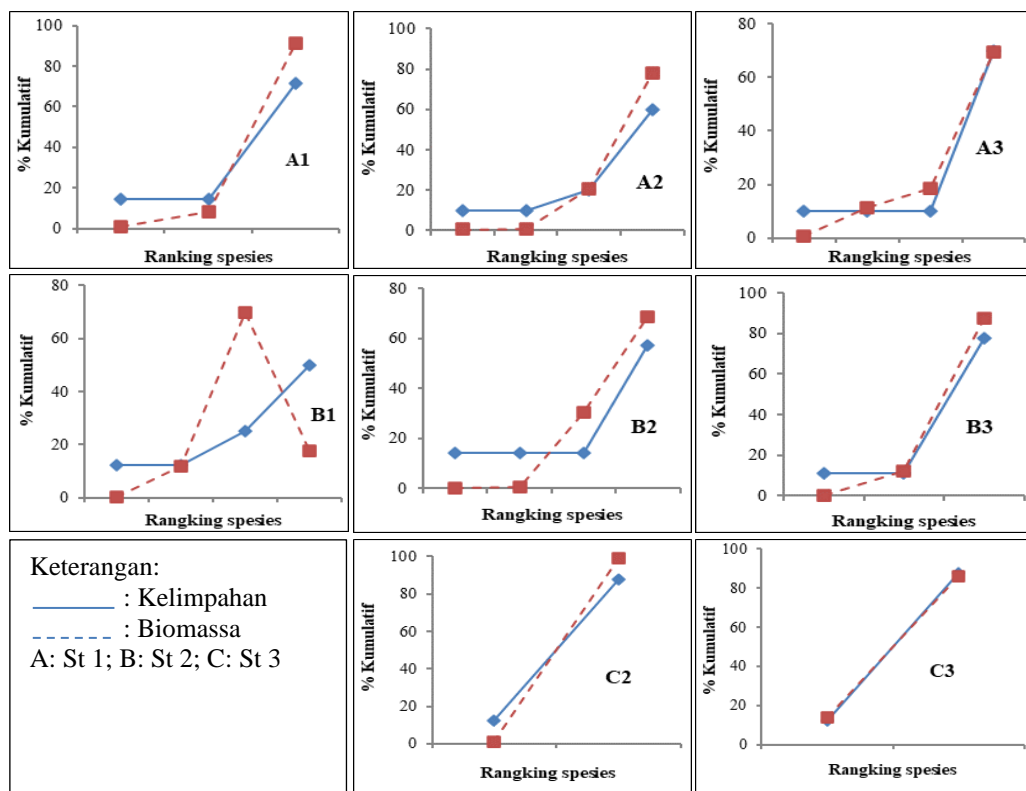 100
80
60
40
20
0
% Kumulatif
A1
Ranking spesies
100
80
60
40
20
0
% Kumulatif
A2
Rangking spesies
80
60
40
20
0
% Kumulatif
A3
Rangking spesies
80
60
40
20
0
% Kumulatif
B1
Rangking spesies
80
60
40
20
0
% Kumulatif
B2
Rangking spesies
100
80
60
40
20
0
% Kumulatif
B3
Rangking spesies
Keterangan:
: Kelimpahan
: Biomassa
A: St 1; B: St 2; C: St 3
100
80
60
40
20
0
% Kumulatif
C2
Rangking spesies
100
80
60
40
20
0
% Kumulatif
C3
Rangking spesies